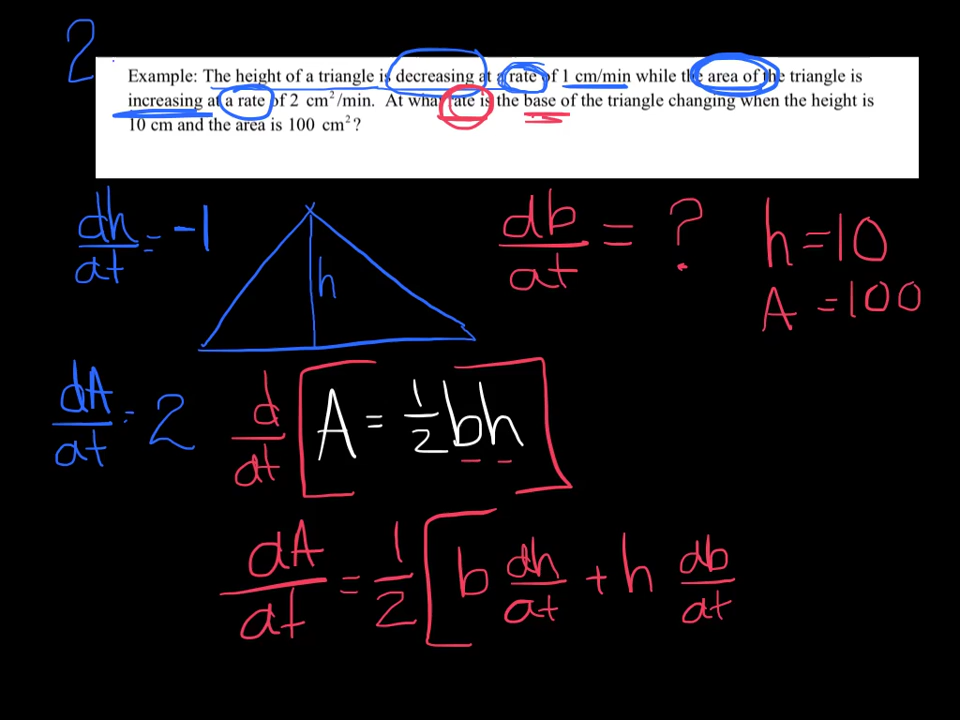 2
Example: The height of a triangle is decreasing at a rate of 1 cm/min while the area of the triangle is
increasing at a rate of 2 cm²/min. At what rate is the base of the triangle changing when the height is
10 cm and the area is 100 cm²?
dh/dt = -1
h
db/dt = ?
h = 10
A = 100
dA/dt = 2
d/dt [A = 1/2 bh]
dA/dt = 1/2 [b dh/dt + h db/dt